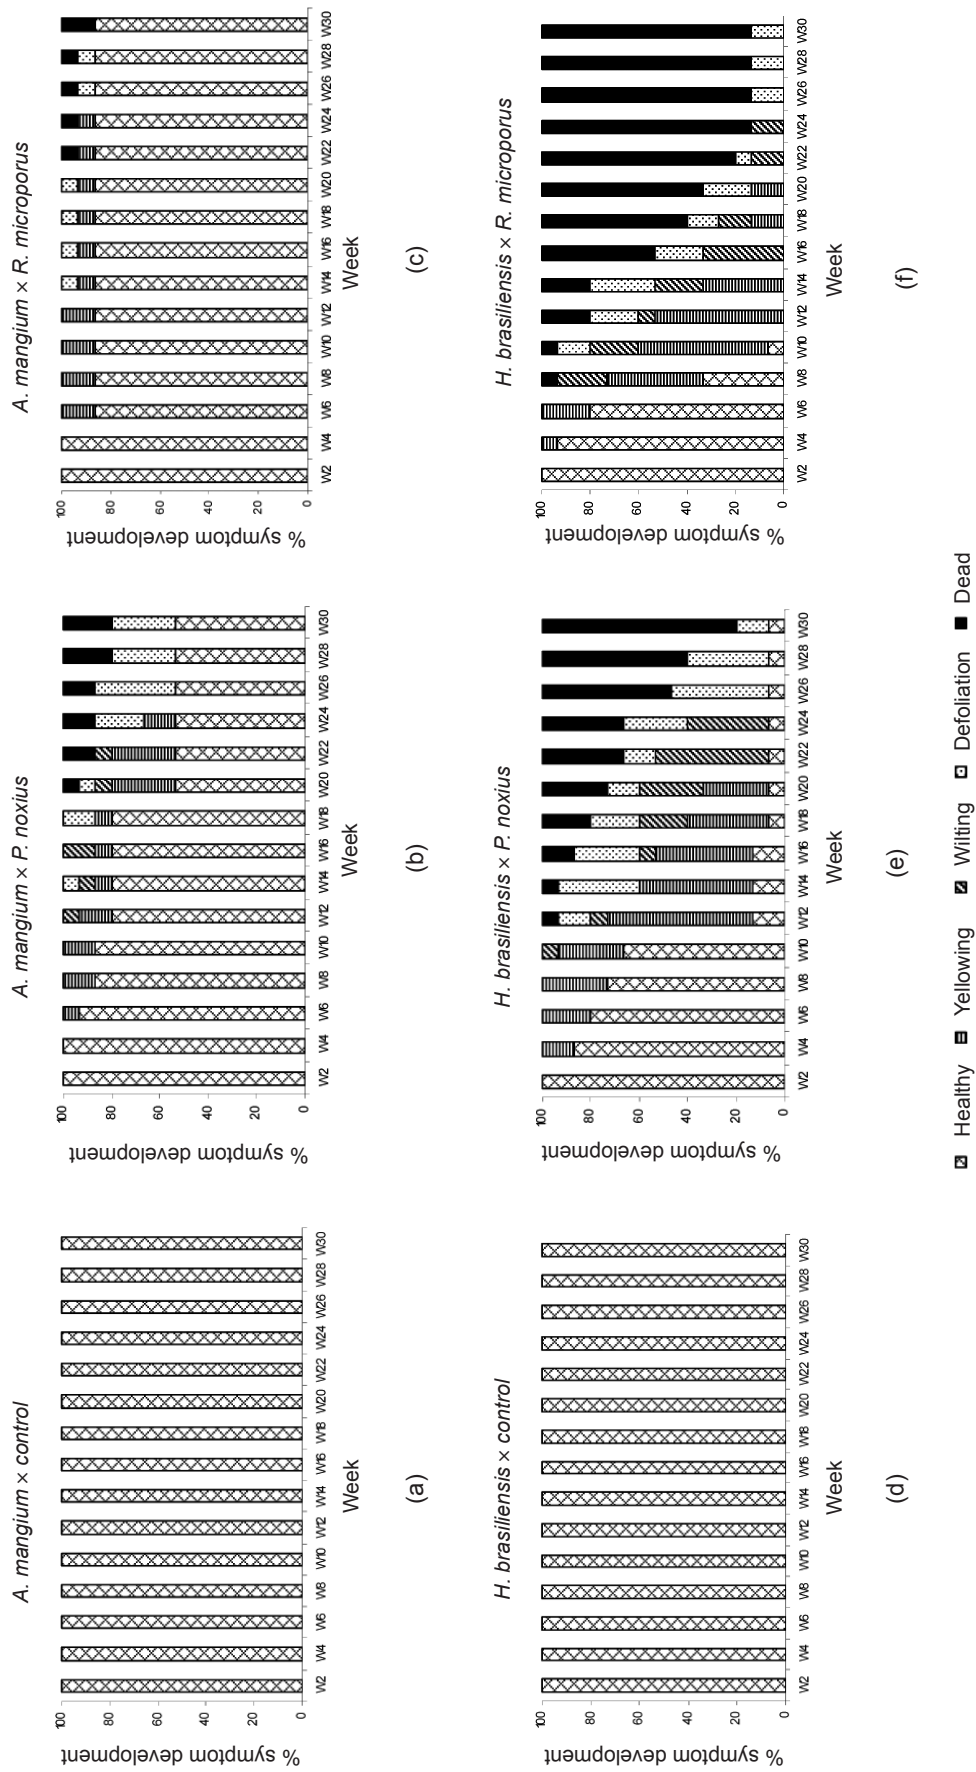 A. mangium × control
% symptom development
100
80
60
40
20
0
W2 W4 W6 W8 W10 W12 W14 W16 W18 W20 W22 W24 W26 W28 W30
Week
(a)
A. mangium × P. noxius
% symptom development
100
80
60
40
20
0
W2 W4 W6 W8 W10 W12 W14 W16 W18 W20 W22 W24 W26 W28 W30
Week
(b)
A. mangium × R. microporus
% symptom development
100
80
60
40
20
0
W2 W4 W6 W8 W10 W12 W14 W16 W18 W20 W22 W24 W26 W28 W30
Week
(c)
H. brasiliensis × control
% symptom development
100
80
60
40
20
0
W2 W4 W6 W8 W10 W12 W14 W16 W18 W20 W22 W24 W26 W28 W30
Week
(d)
H. brasiliensis × P. noxius
% symptom development
100
80
60
40
20
0
W2 W4 W6 W8 W10 W12 W14 W16 W18 W20 W22 W24 W26 W28 W30
Week
(e)
H. brasiliensis × R. microporus
% symptom development
100
80
60
40
20
0
W2 W4 W6 W8 W10 W12 W14 W16 W18 W20 W22 W24 W26 W28 W30
Week
(f)
Healthy Yellowing Wilting Defoliation Dead